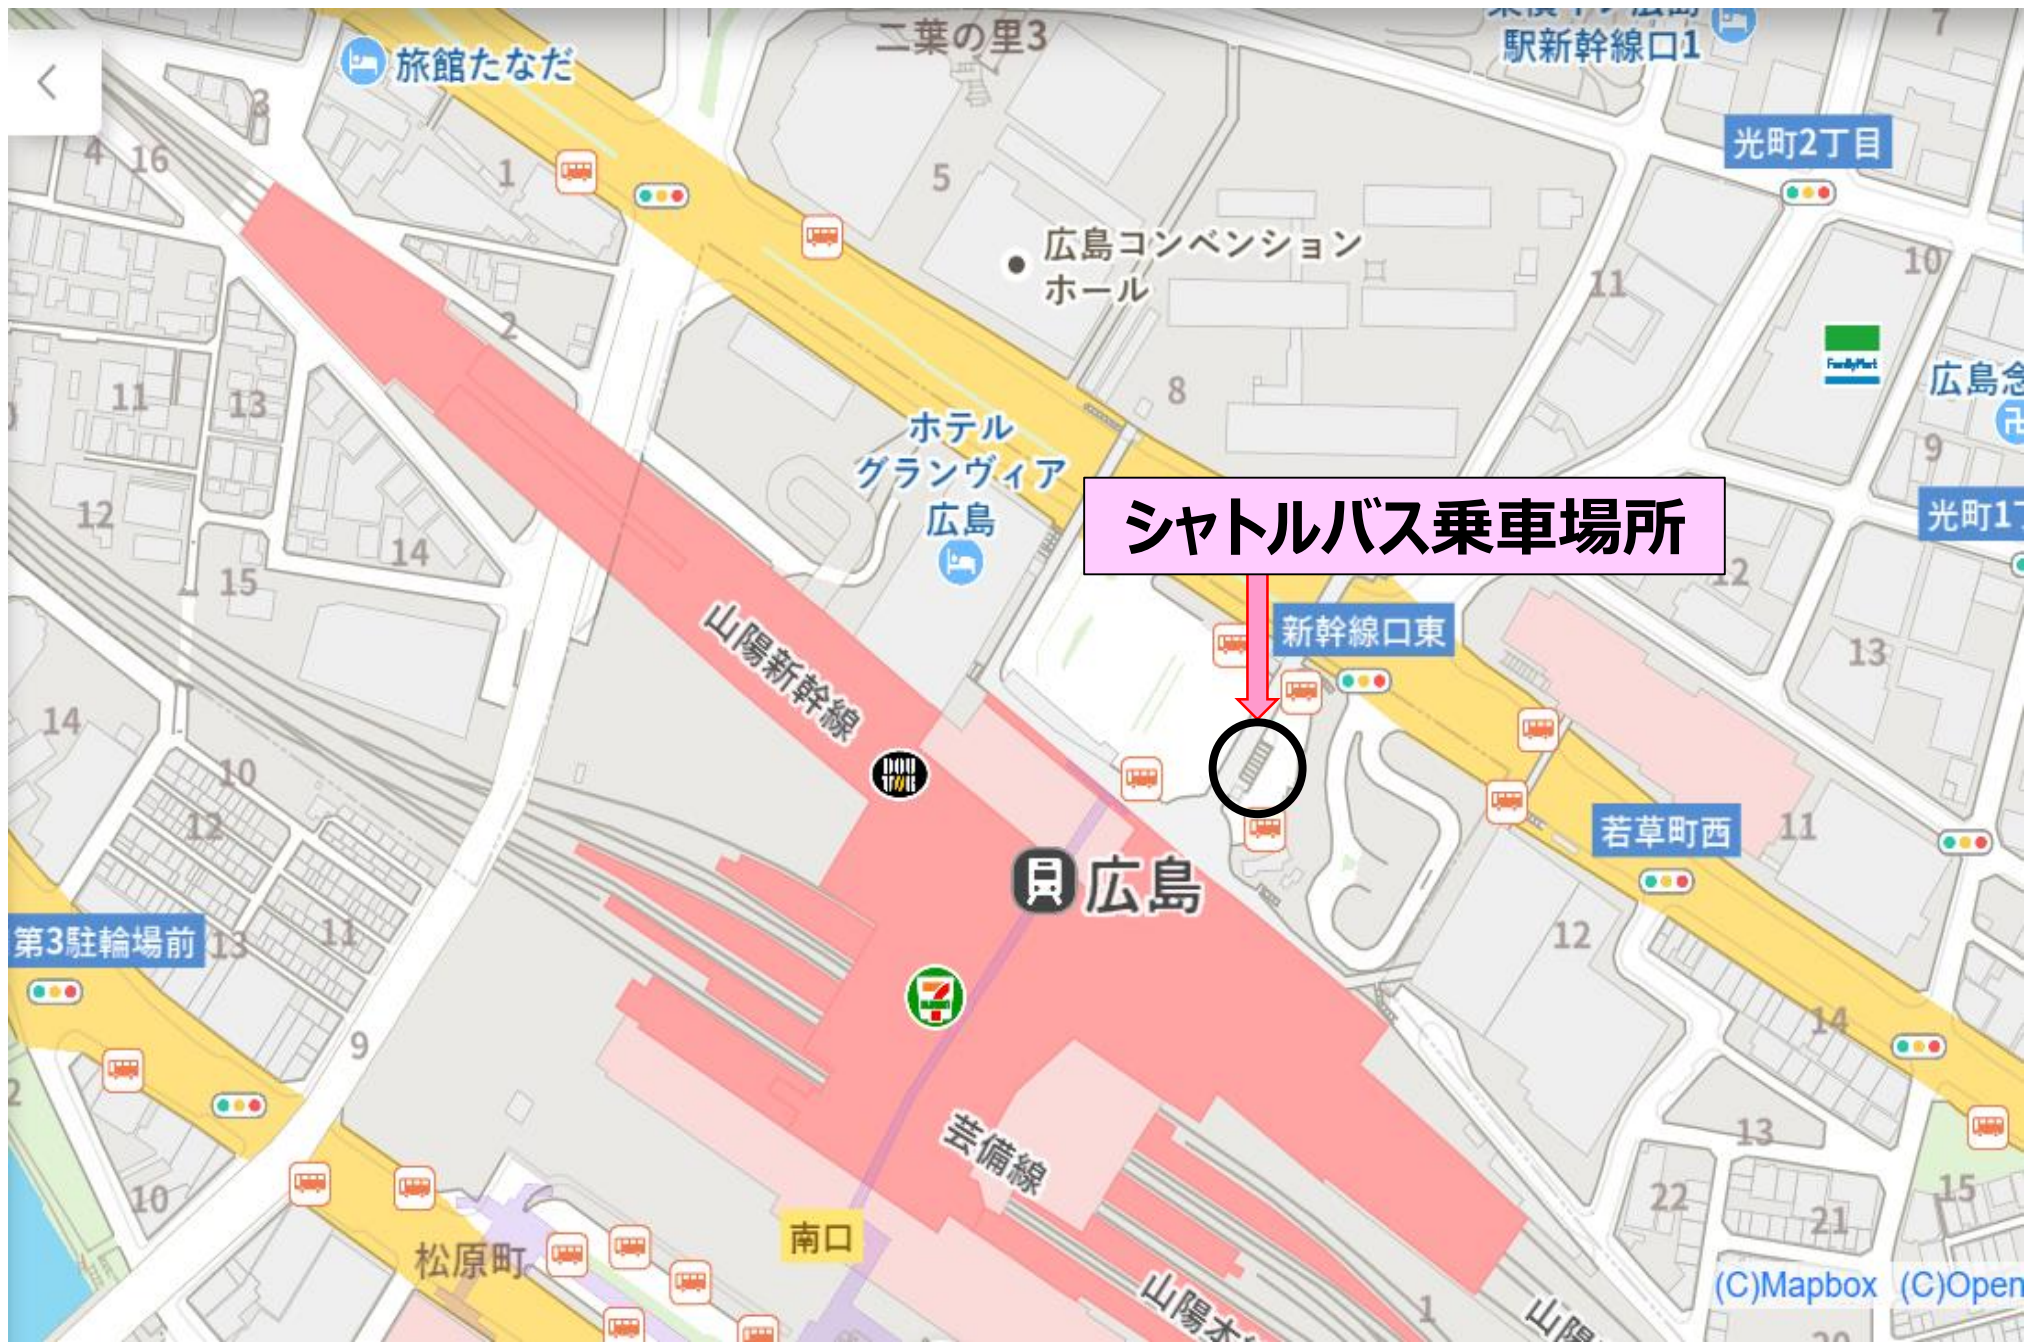 二葉の里3
駅新幹線口1
7
旅館たなだ
3
光町2丁目
4
16
1
5
広島コンベンション
ホール
10
11
2
FamilyMart
8
11
13
ホテル
グランヴィア
広島
広島念
9
シャトルバス乗車場所
光町1丁
12
14
15
12
山陽新幹線
新幹線口東
13
14
10
12
若草町西
11
広島
第3駐輪場前
13
11
12
9
14
2
芸備線
13
10
22
15
21
南口
松原町
山陽本
1
(C)Mapbox
(C)Open
20